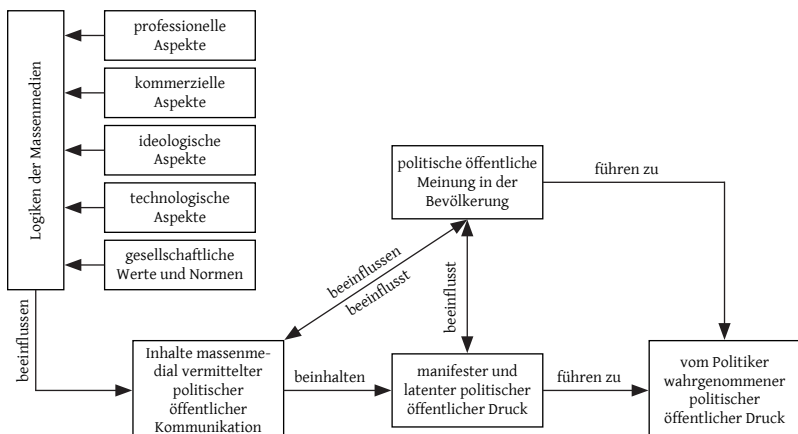 Logiken der Massenmedien
professionelle
Aspekte
kommerzielle
Aspekte
ideologische
Aspekte
technologische
Aspekte
gesellschaftliche
Werte und Normen
beeinflussen
Inhalte massenme-
dial vermittelter
politischer
öffentlicher
Kommunikation
beeinflussen
beeinflusst
beinhalten
politische öffentliche
Meinung in der
Bevölkerung
beeinflusst
manifester und
latenter politischer
öffentlicher Druck
führen zu
führen zu
vom Politiker
wahrgenommener
politischer
öffentlicher Druck